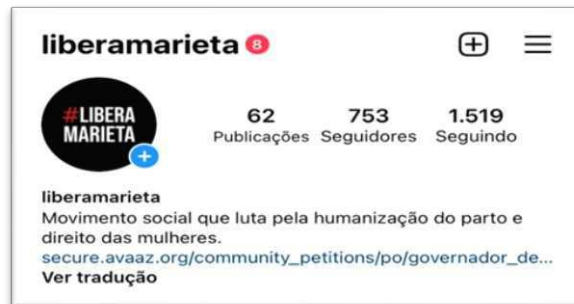 liberamarieta 8
#LIBERA
MARIETA
62 753 1.519
Publicações Seguidores Seguindo
liberamarieta
Movimento social que luta pela humanização do parto e
direito das mulheres.
secure.avaaz.org/community_petitions/po/governador_de...
Ver tradução